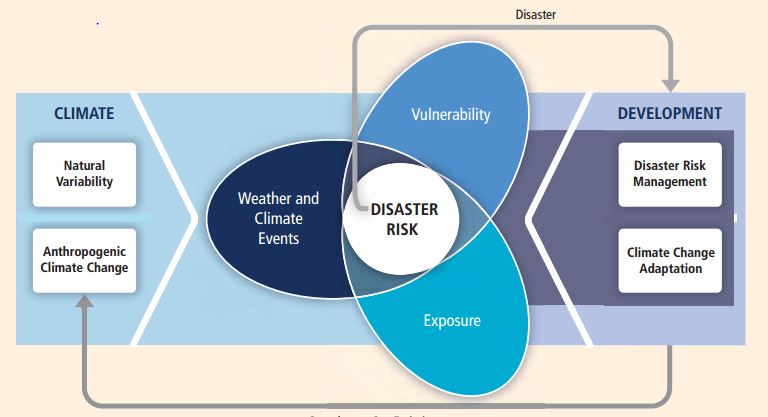 Disaster
CLIMATE
DEVELOPMENT
Vulnerability
Natural
Variability
Disaster Risk
Management
Weather and
Climate
Events
DISASTER
RISK
Anthropogenic
Climate Change
Climate Change
Adaptation
Exposure